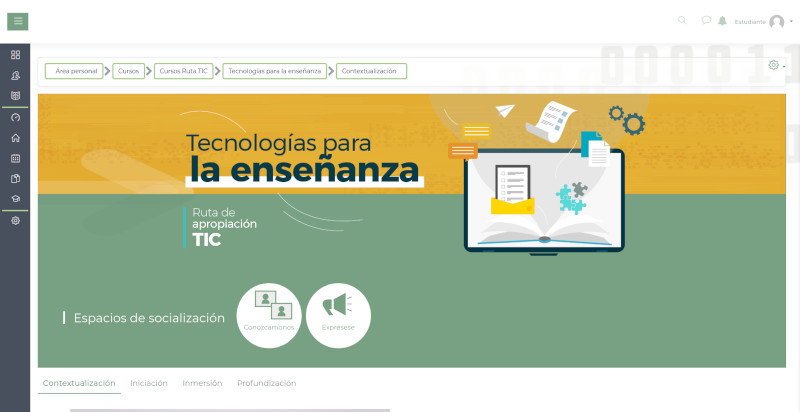 Estudiante
Área personal
Cursos
Cursos Ruta TIC
Tecnologías para la enseñanza
Contextualización
Tecnologías para
la enseñanza
Ruta de
apropiación
TIC
Espacios de socialización
Conozcámonos
Exprésese
Contextualización
Iniciación
Inmersión
Profundización